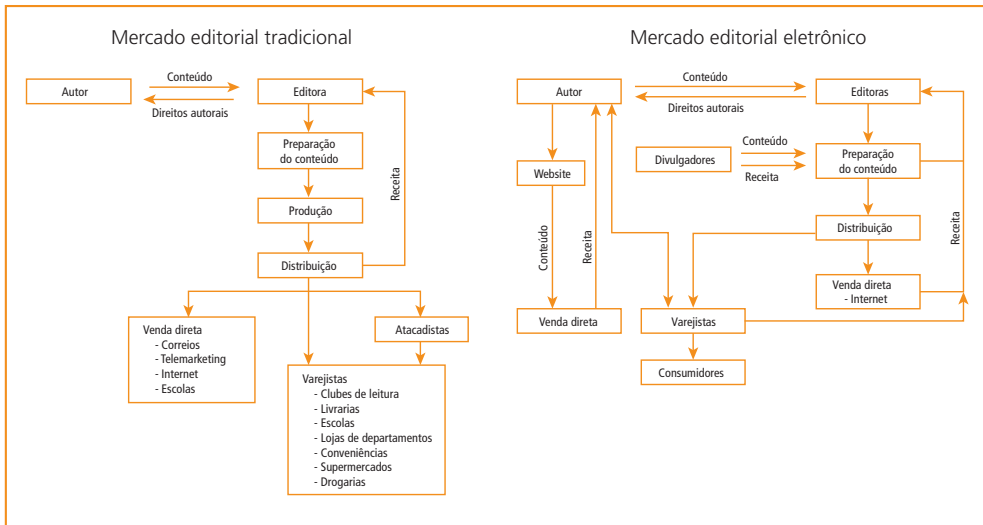 Mercado editorial tradicional
Autor
Conteúdo
Direitos autorais
Editora
Preparação
do conteúdo
Produção
Distribuição
Receita
Venda direta
- Correios
- Telemarketing
- Internet
- Escolas
Atacadistas
Varejistas
- Clubes de leitura
- Livrarias
- Escolas
- Lojas de departamentos
- Conveniências
- Supermercados
- Drogarias
Mercado editorial eletrônico
Autor
Conteúdo
Direitos autorais
Editoras
Website
Divulgadores
Conteúdo
Receita
Preparação
do conteúdo
Conteúdo
Receita
Distribuição
Receita
Venda direta
- Internet
Venda direta
Varejistas
Consumidores